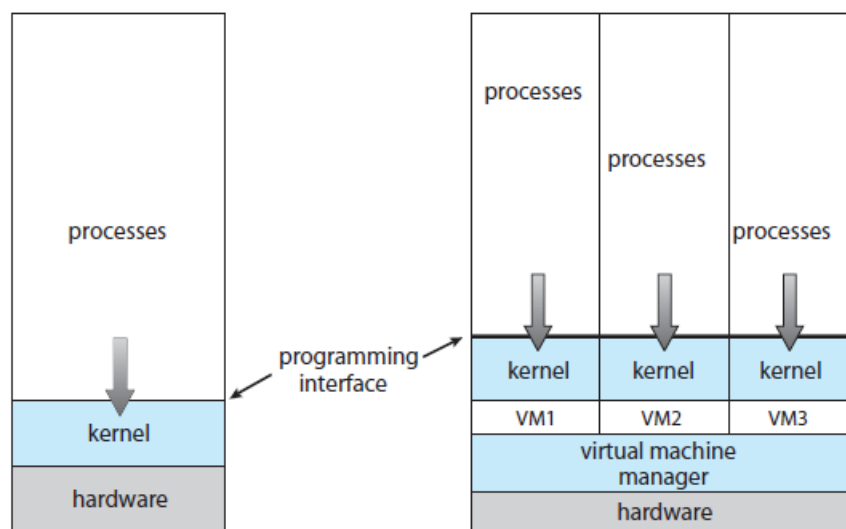 processes
kernel
hardware
programming
interface
processes
processes
processes
kernel
kernel
kernel
VM1
VM2
VM3
virtual machine
manager
hardware